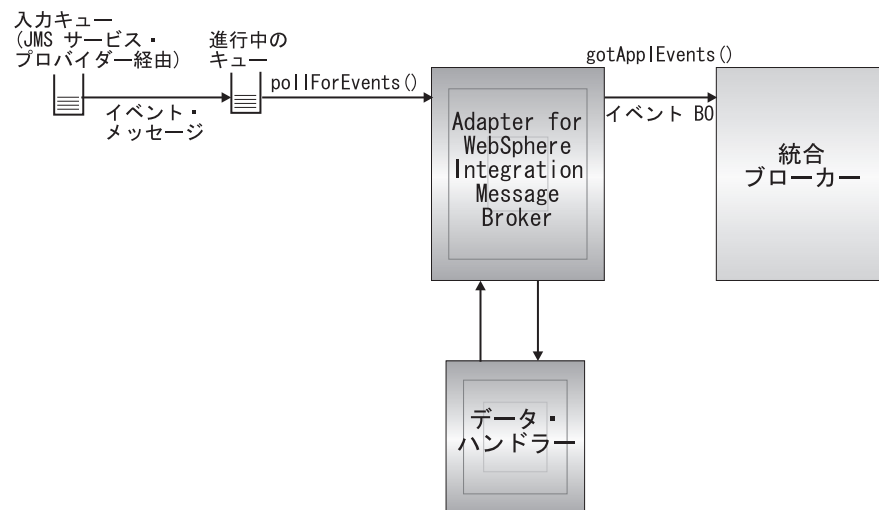 入力キュー
(JMS サービス・
プロバイダー経由)
進行中の
キュー
イベント・
メッセージ
pollForEvents()
Adapter for
WebSphere
Integration
Message
Broker
gotApplEvents()
イベント BO
統合
ブローカー
データ・
ハンドラー